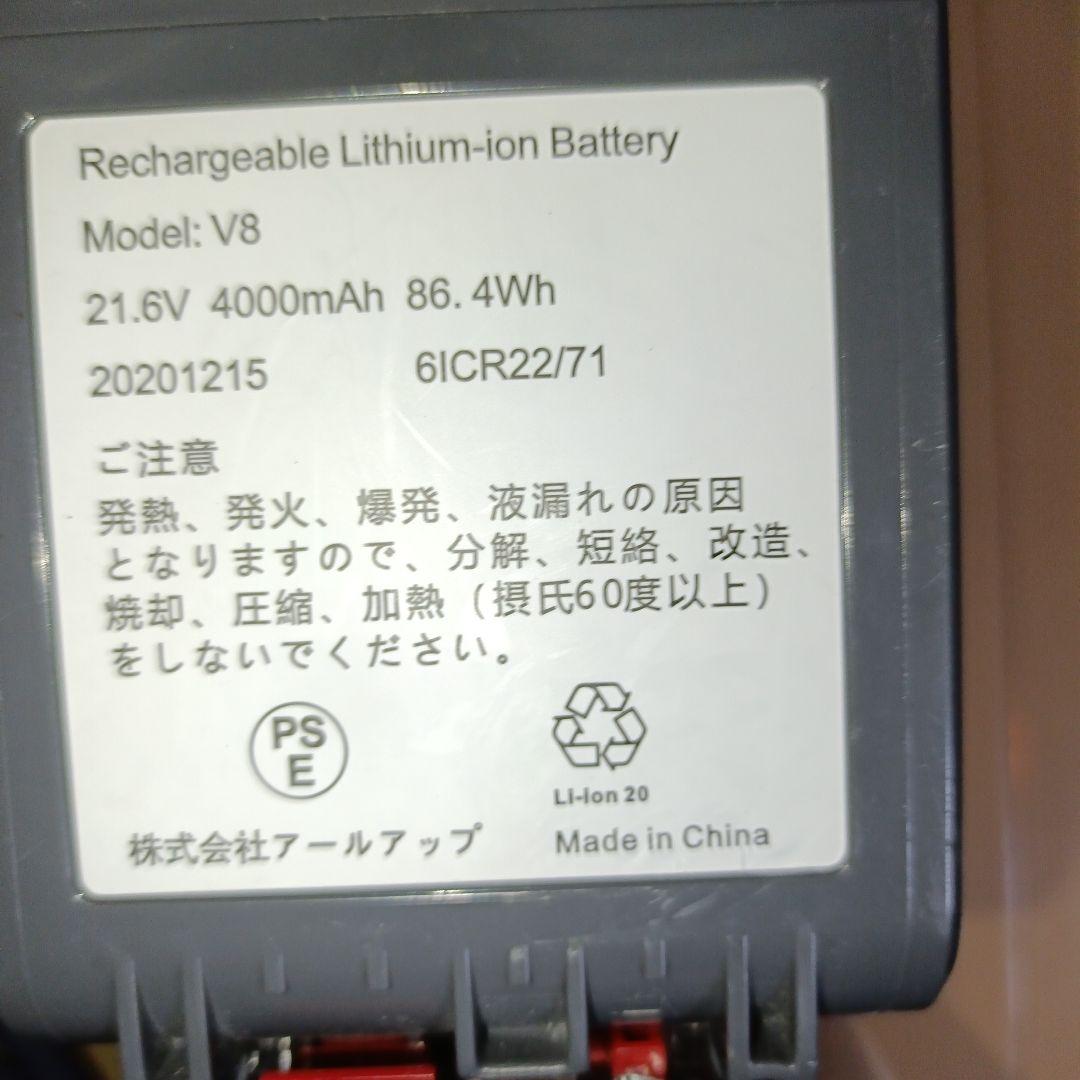 Rechargeable Lithium-ion Battery
Model: V8
21.6V 4000mAh 86.4Wh
20201215 6ICR22/71
ご注意
発熱、発火、爆発、液漏れの原因
となりますので、分解、短絡、改造、
焼却、圧縮、加熱（摂氏60度以上）
をしないでください。
PS
E
Li-Ion 20
株式会社アールアップ Made in China